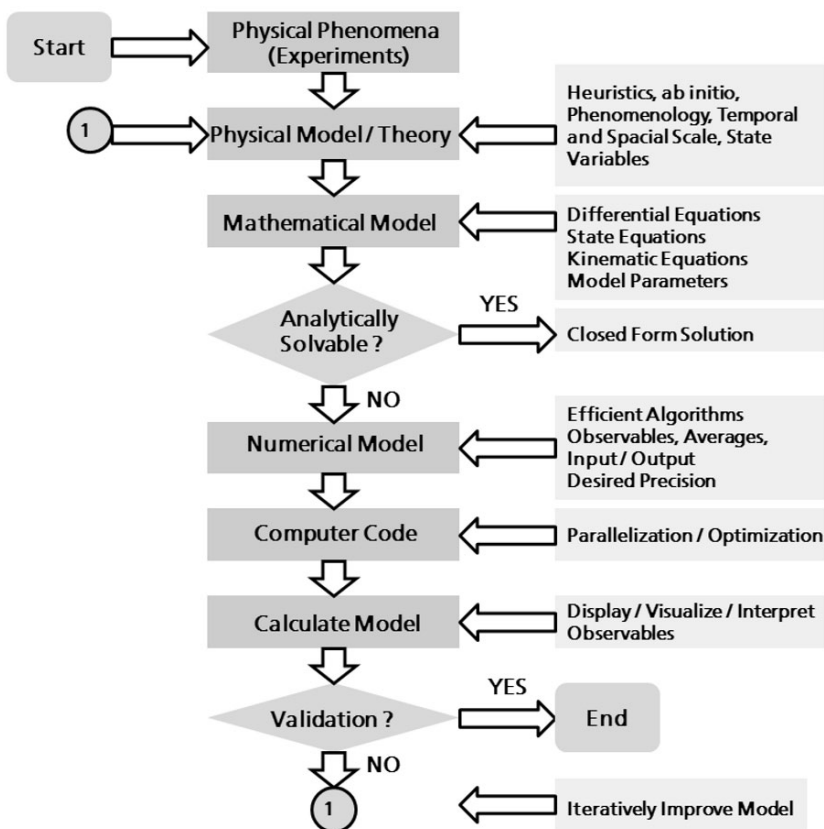 Start
Physical Phenomena
(Experiments)
1
Physical Model / Theory
Heuristics, ab initio,
Phenomenology, Temporal
and Spacial Scale, State
Variables
Mathematical Model
Differential Equations
State Equations
Kinematic Equations
Model Parameters
Analytically
Solvable ?
YES
Closed Form Solution
NO
Numerical Model
Efficient Algorithms
Observables, Averages,
Input / Output
Desired Precision
Computer Code
Parallelization / Optimization
Calculate Model
Display / Visualize / Interpret
Observables
Validation ?
YES
End
NO
1
Iteratively Improve Model